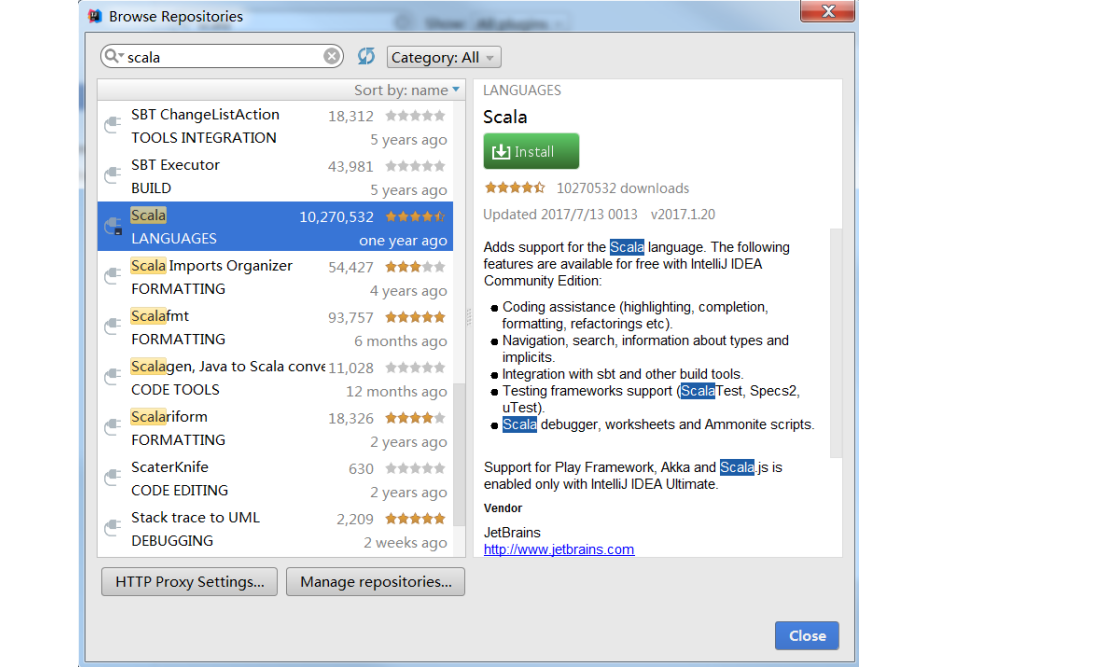 Browse Repositories
Show: All plugins
scala
Category: All
Sort by: name
SBT ChangeListAction 18,312
TOOLS INTEGRATION 5 years ago
SBT Executor 43,981
BUILD 5 years ago
Scala 10,270,532
LANGUAGES one year ago
Scala Imports Organizer 54,427
FORMATTING 4 years ago
Scalafmt 93,757
FORMATTING 6 months ago
Scalagen, Java to Scala conve 11,028
CODE TOOLS 12 months ago
Scalariform 18,326
FORMATTING 2 years ago
ScaterKnife 630
CODE EDITING 2 years ago
Stack trace to UML 2,209
DEBUGGING 2 weeks ago
LANGUAGES
Scala
Install
10270532 downloads
Updated 2017/7/13 0013 v2017.1.20
Adds support for the Scala language. The following
features are available for free with IntelliJ IDEA
Community Edition:
Coding assistance (highlighting, completion,
formatting, refactorings etc).
Navigation, search, information about types and
implicits.
Integration with sbt and other build tools.
Testing frameworks support (ScalaTest, Specs2,
uTest).
Scala debugger, worksheets and Ammonite scripts.
Support for Play Framework, Akka and Scala.js is
enabled only with IntelliJ IDEA Ultimate.
Vendor
JetBrains
http://www.jetbrains.com
HTTP Proxy Settings...
Manage repositories...
Close